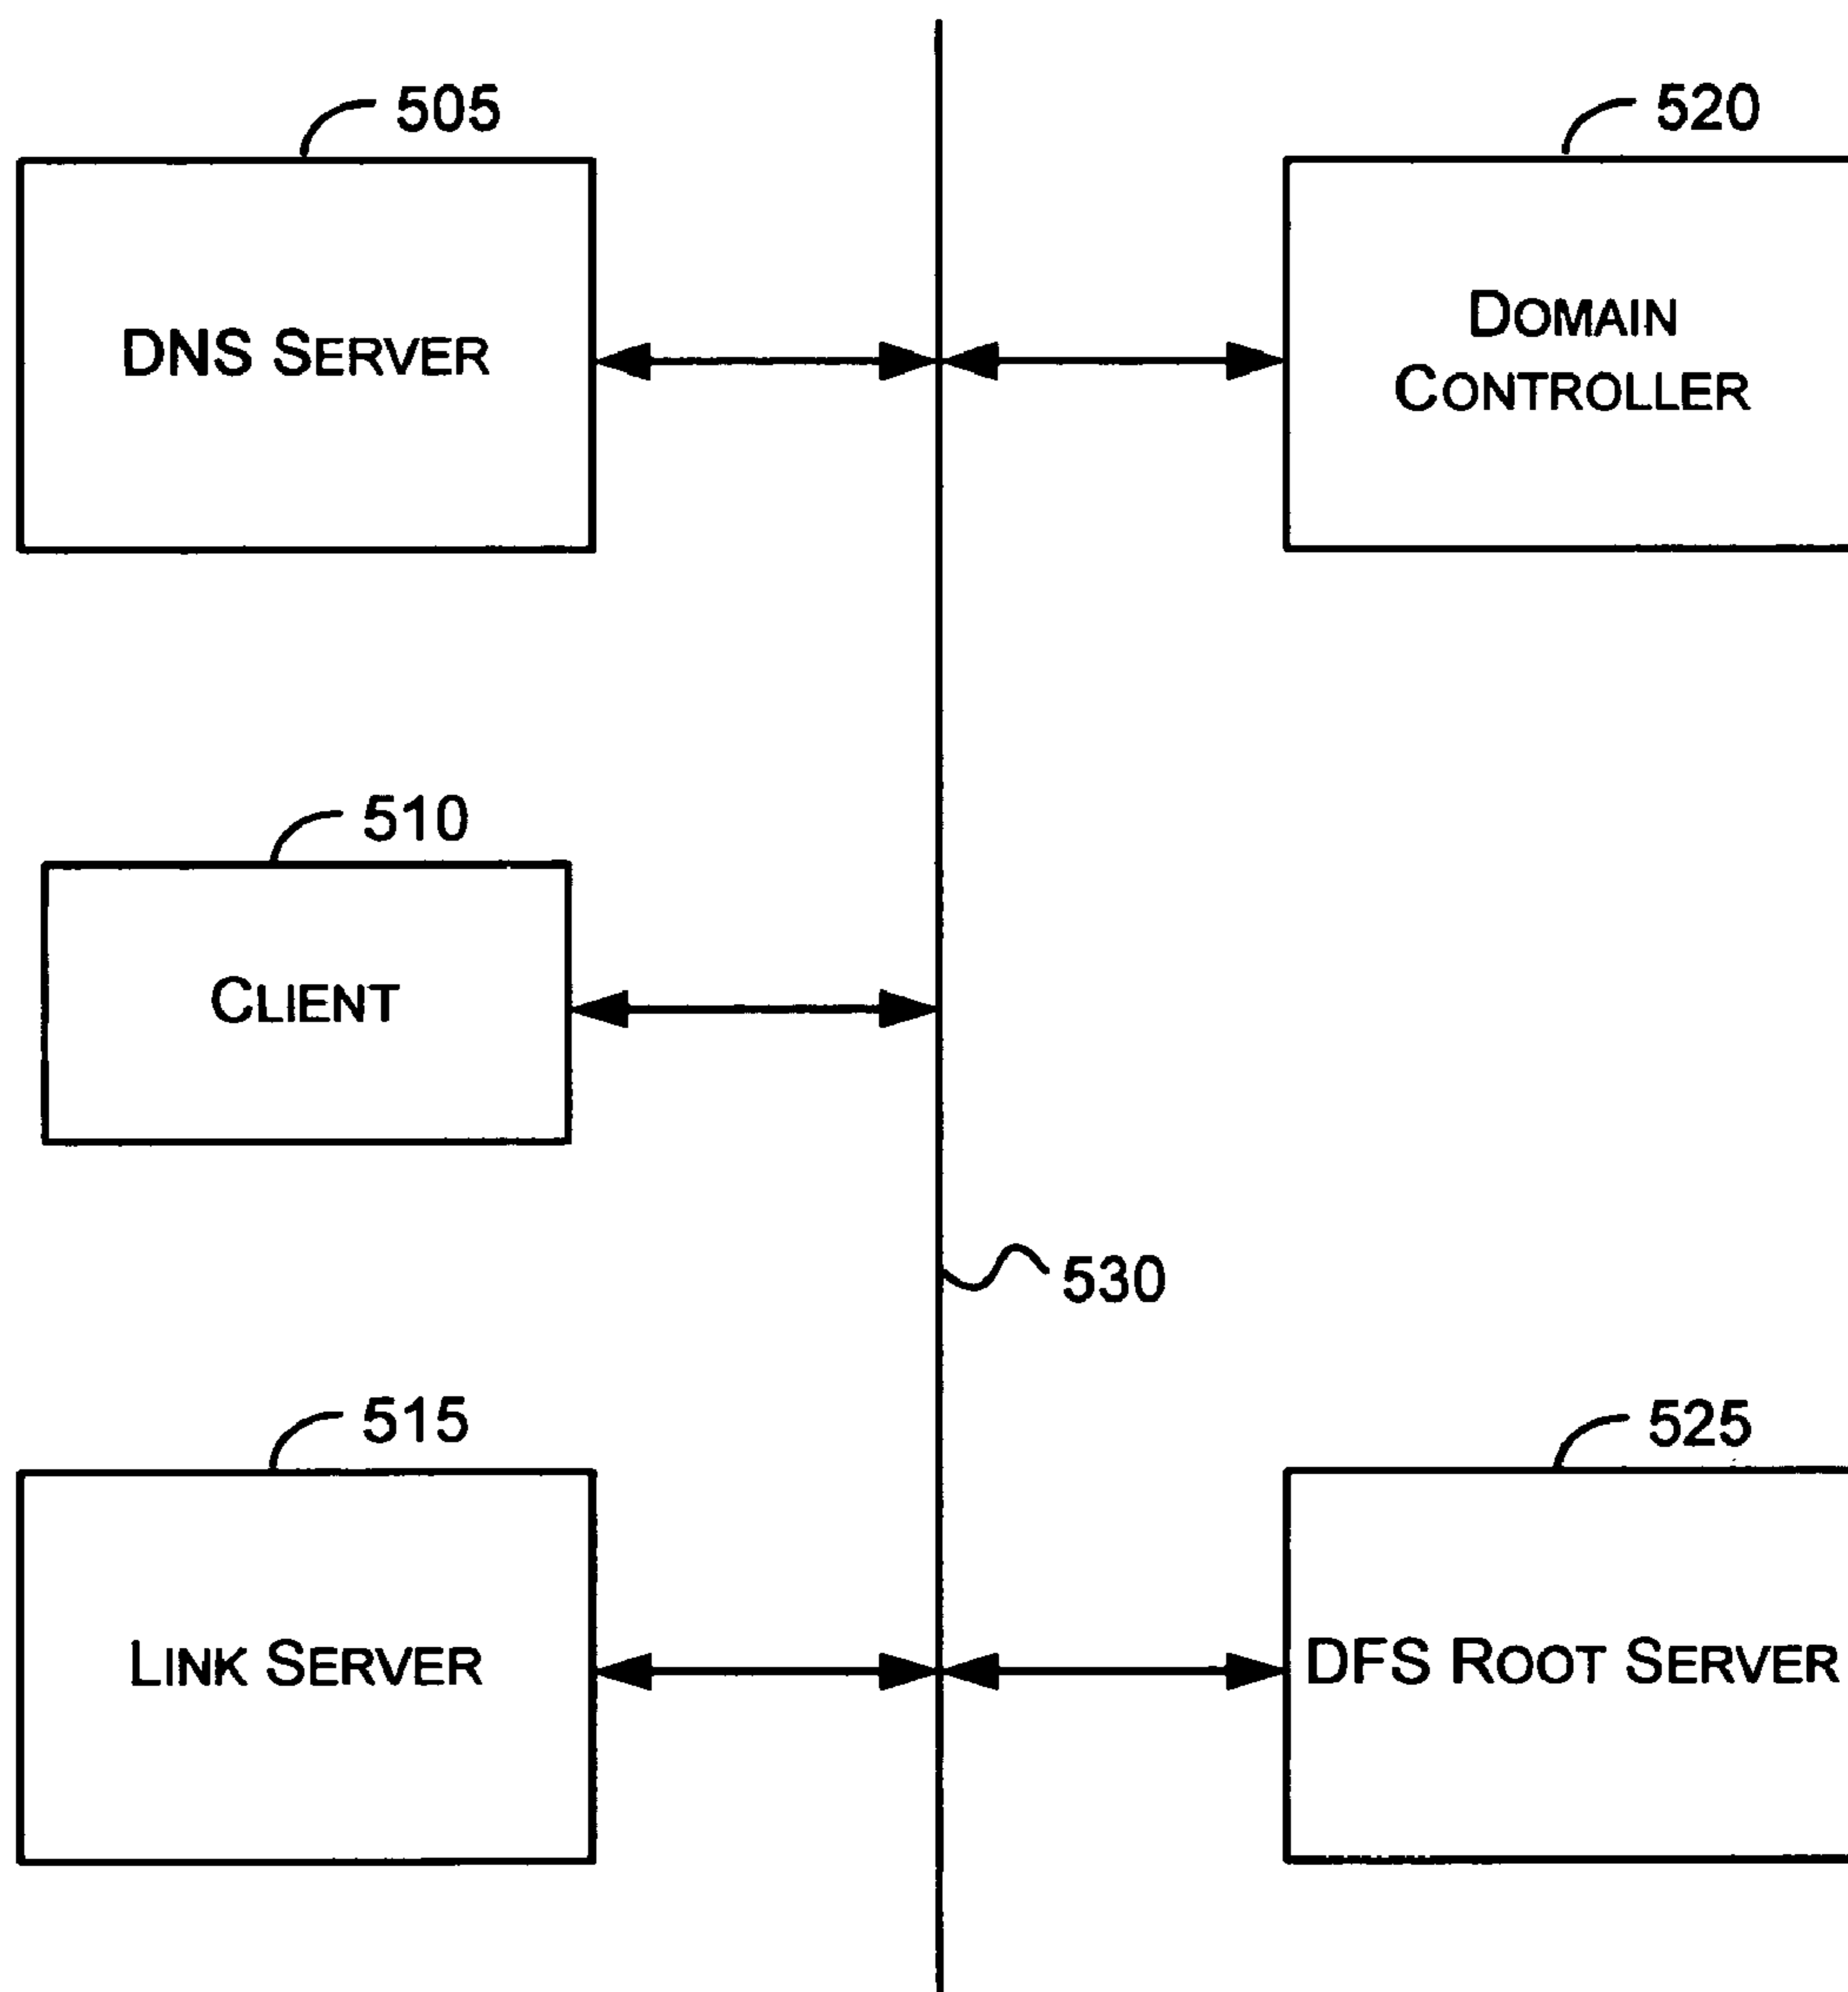 505
DNS SERVER
520
DOMAIN
CONTROLLER
510
CLIENT
530
515
LINK SERVER
525
DFS ROOT SERVER